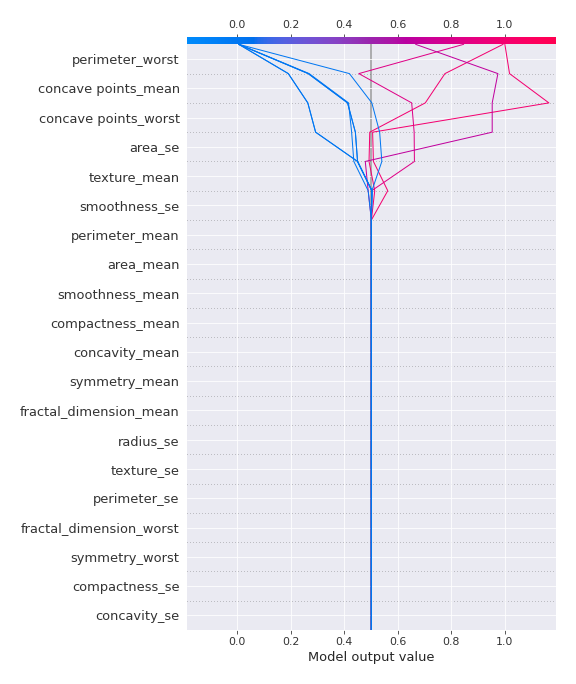 0.0 0.2 0.4 0.6 0.8 1.0
perimeter_worst
concave points_mean
concave points_worst
area_se
texture_mean
smoothness_se
perimeter_mean
area_mean
smoothness_mean
compactness_mean
concavity_mean
symmetry_mean
fractal_dimension_mean
radius_se
texture_se
perimeter_se
fractal_dimension_worst
symmetry_worst
compactness_se
concavity_se
0.0 0.2 0.4 0.6 0.8 1.0
Model output value